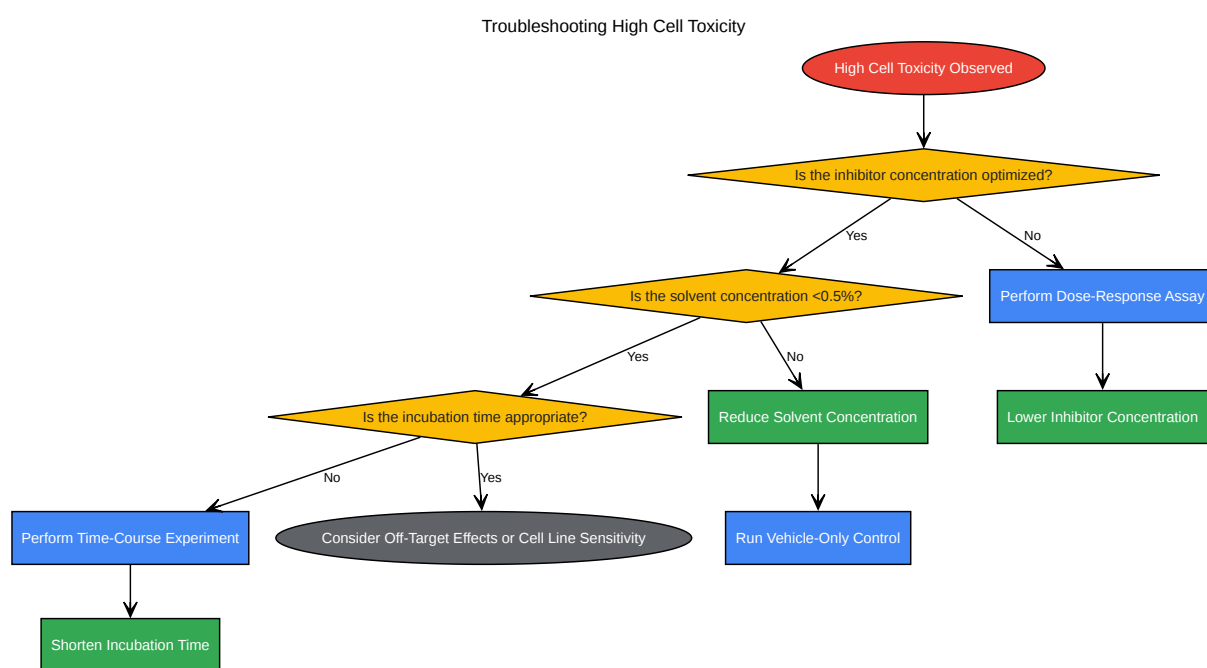 Troubleshooting High Cell Toxicity
High Cell Toxicity Observed
Is the inhibitor concentration optimized?
Yes
No
Is the solvent concentration <0.5%?
Perform Dose-Response Assay
Yes
No
Is the incubation time appropriate?
Reduce Solvent Concentration
Lower Inhibitor Concentration
No
Yes
Perform Time-Course Experiment
Consider Off-Target Effects or Cell Line Sensitivity
Run Vehicle-Only Control
Shorten Incubation Time